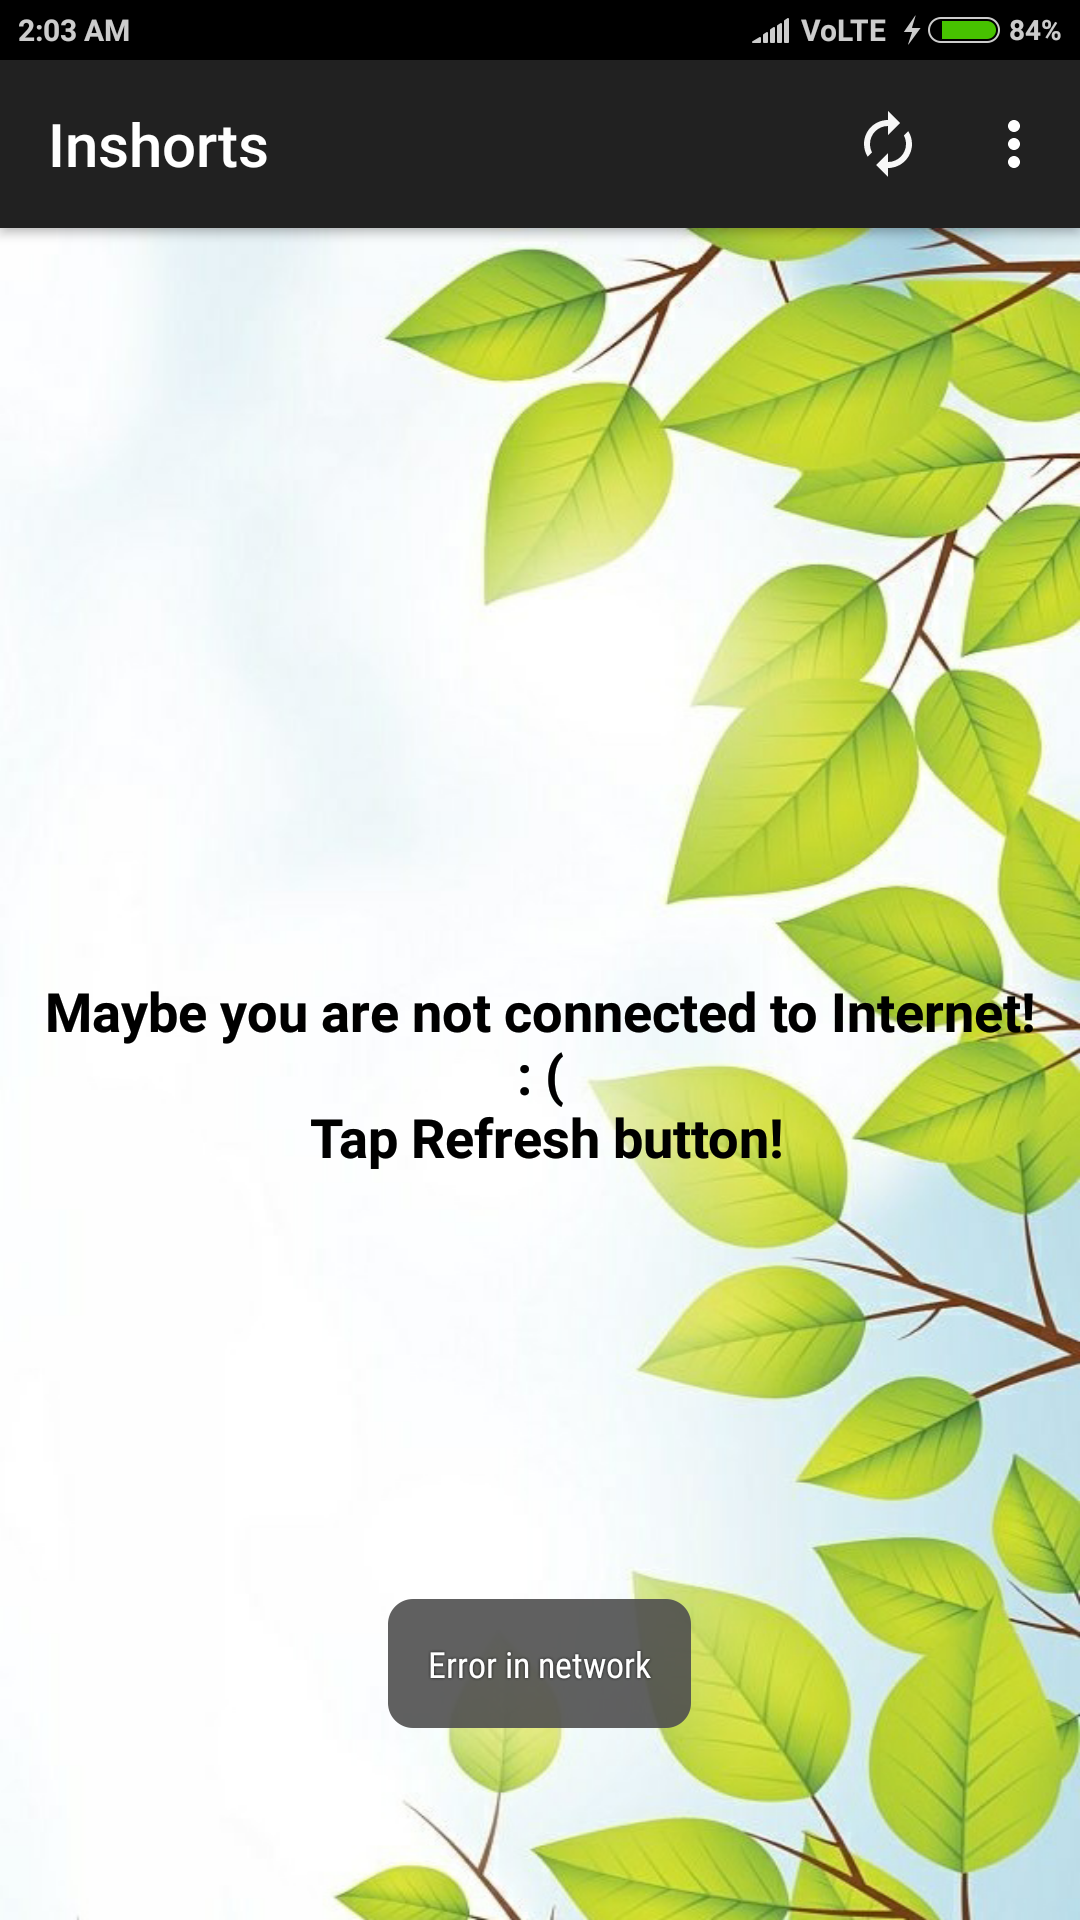 2:03 AM VoLTE 84%
Inshorts
Maybe you are not connected to Internet!
: (
Tap Refresh button!
Error in network